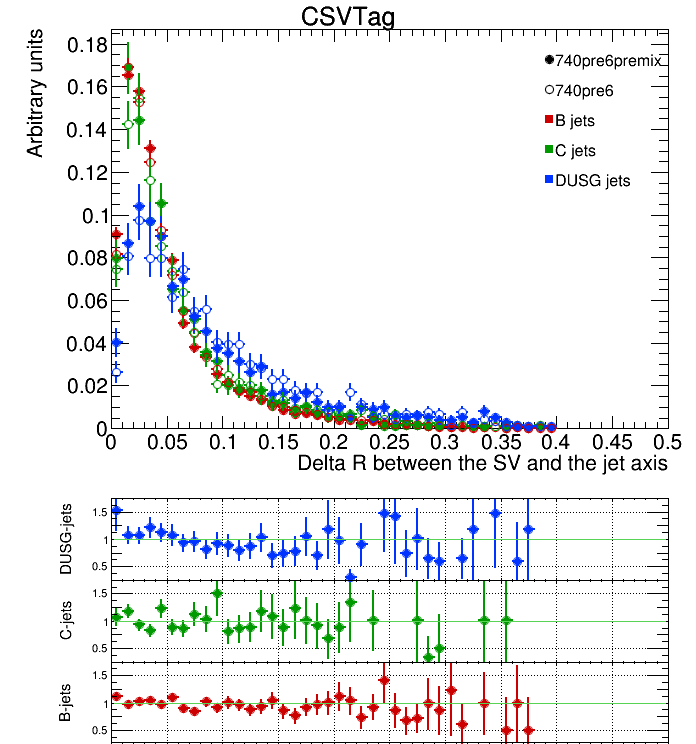 CSVTag
Arbitrary units
0.18
0.16
0.14
0.12
0.1
0.08
0.06
0.04
0.02
0
740pre6premix
740pre6
B jets
C jets
DUSG jets
0 0.05 0.1 0.15 0.2 0.25 0.3 0.35 0.4 0.45 0.5
Delta R between the SV and the jet axis
DUSG-jets
1.5
1
0.5
C-jets
1.5
1
0.5
B-jets
1.5
1
0.5